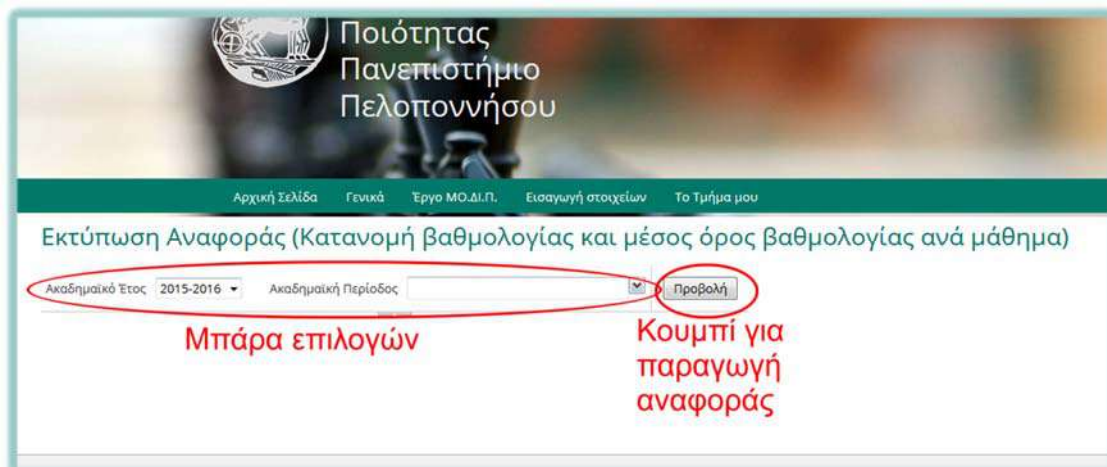 Ποιότητας
Πανεπιστήμιο
Πελοποννήσου
Αρχική Σελίδα Γενικά Έργο ΜΟ.ΔΙ.Π. Εισαγωγή στοιχείων Το Τμήμα μου
Εκτύπωση Αναφοράς (Κατανομή βαθμολογίας και μέσος όρος βαθμολογίας ανά μάθημα)
Ακαδημαϊκό Έτος 2015-2016 Ακαδημαϊκή Περίοδος Προβολή
Μπάρα επιλογών
Κουμπί για
παραγωγή
αναφοράς